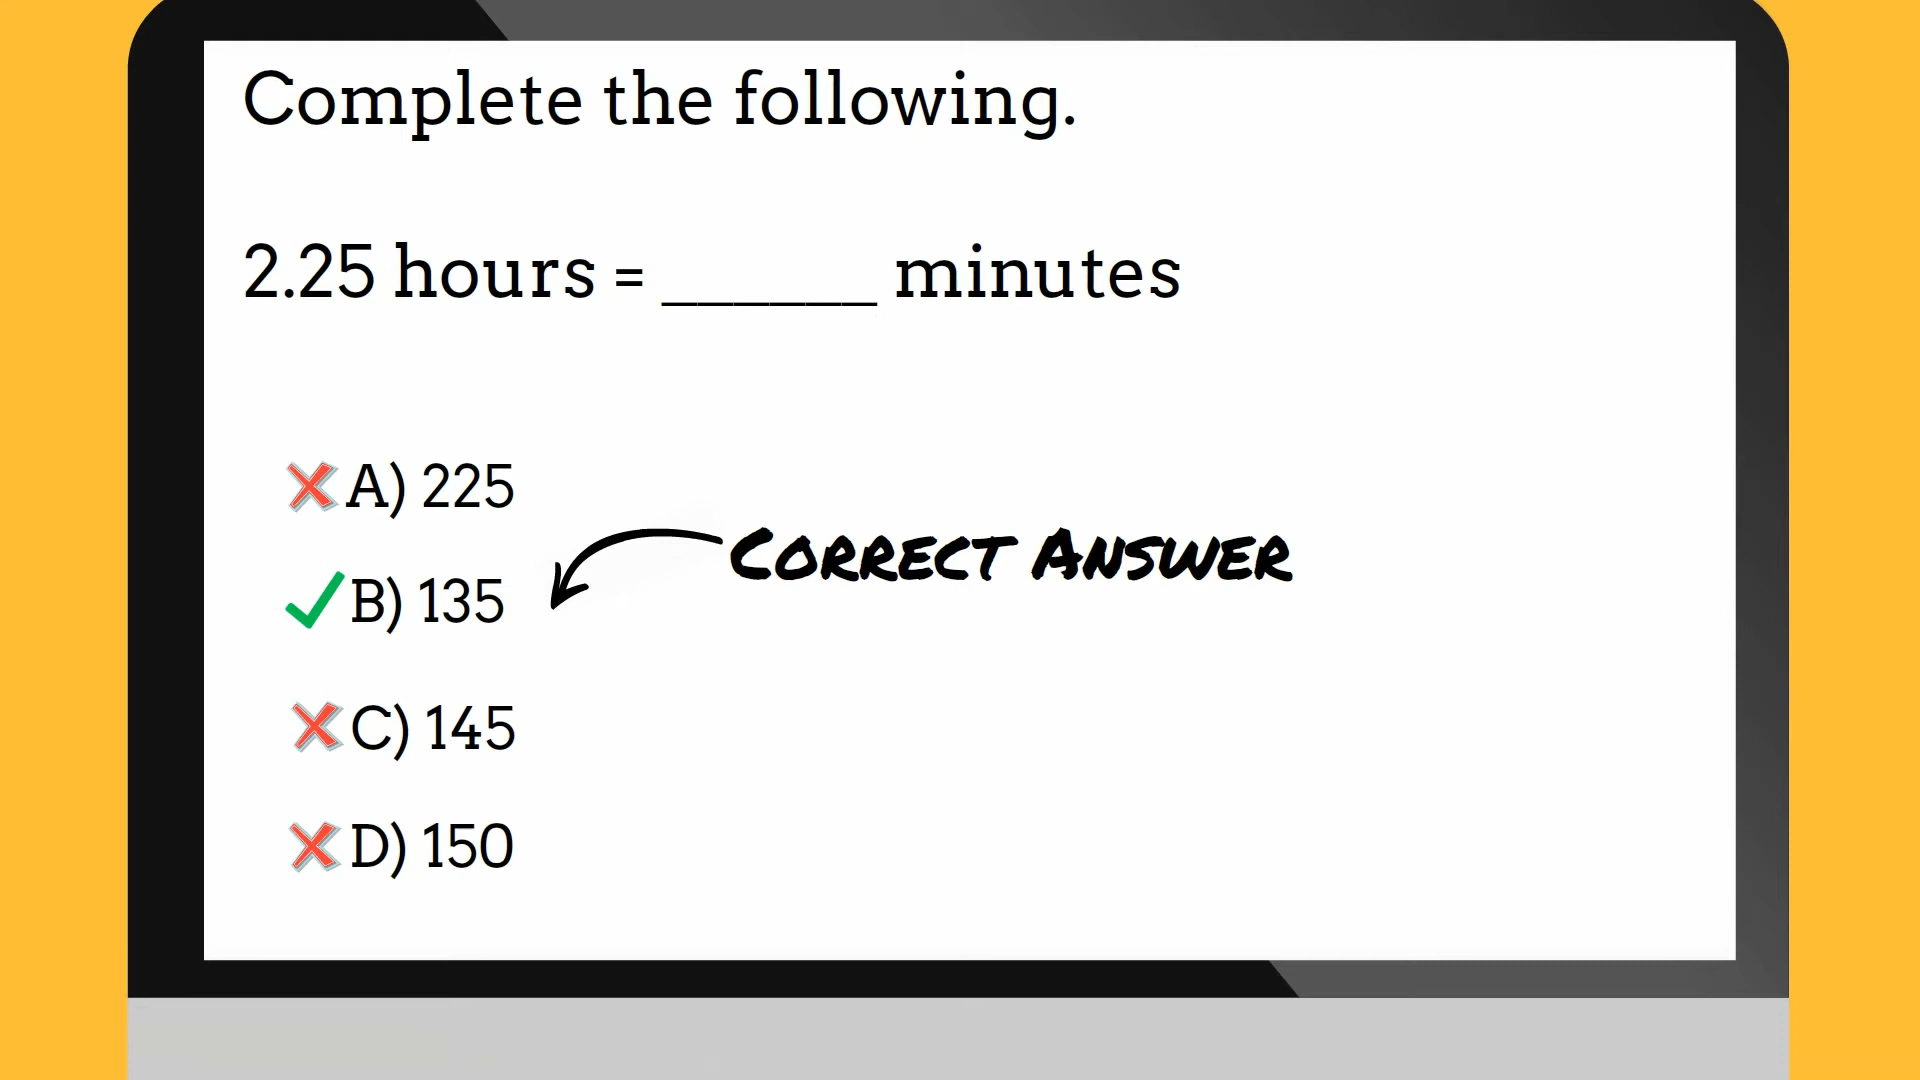 Complete the following.
2.25 hours = ______ minutes
A) 225
Correct Answer
B) 135
C) 145
D) 150